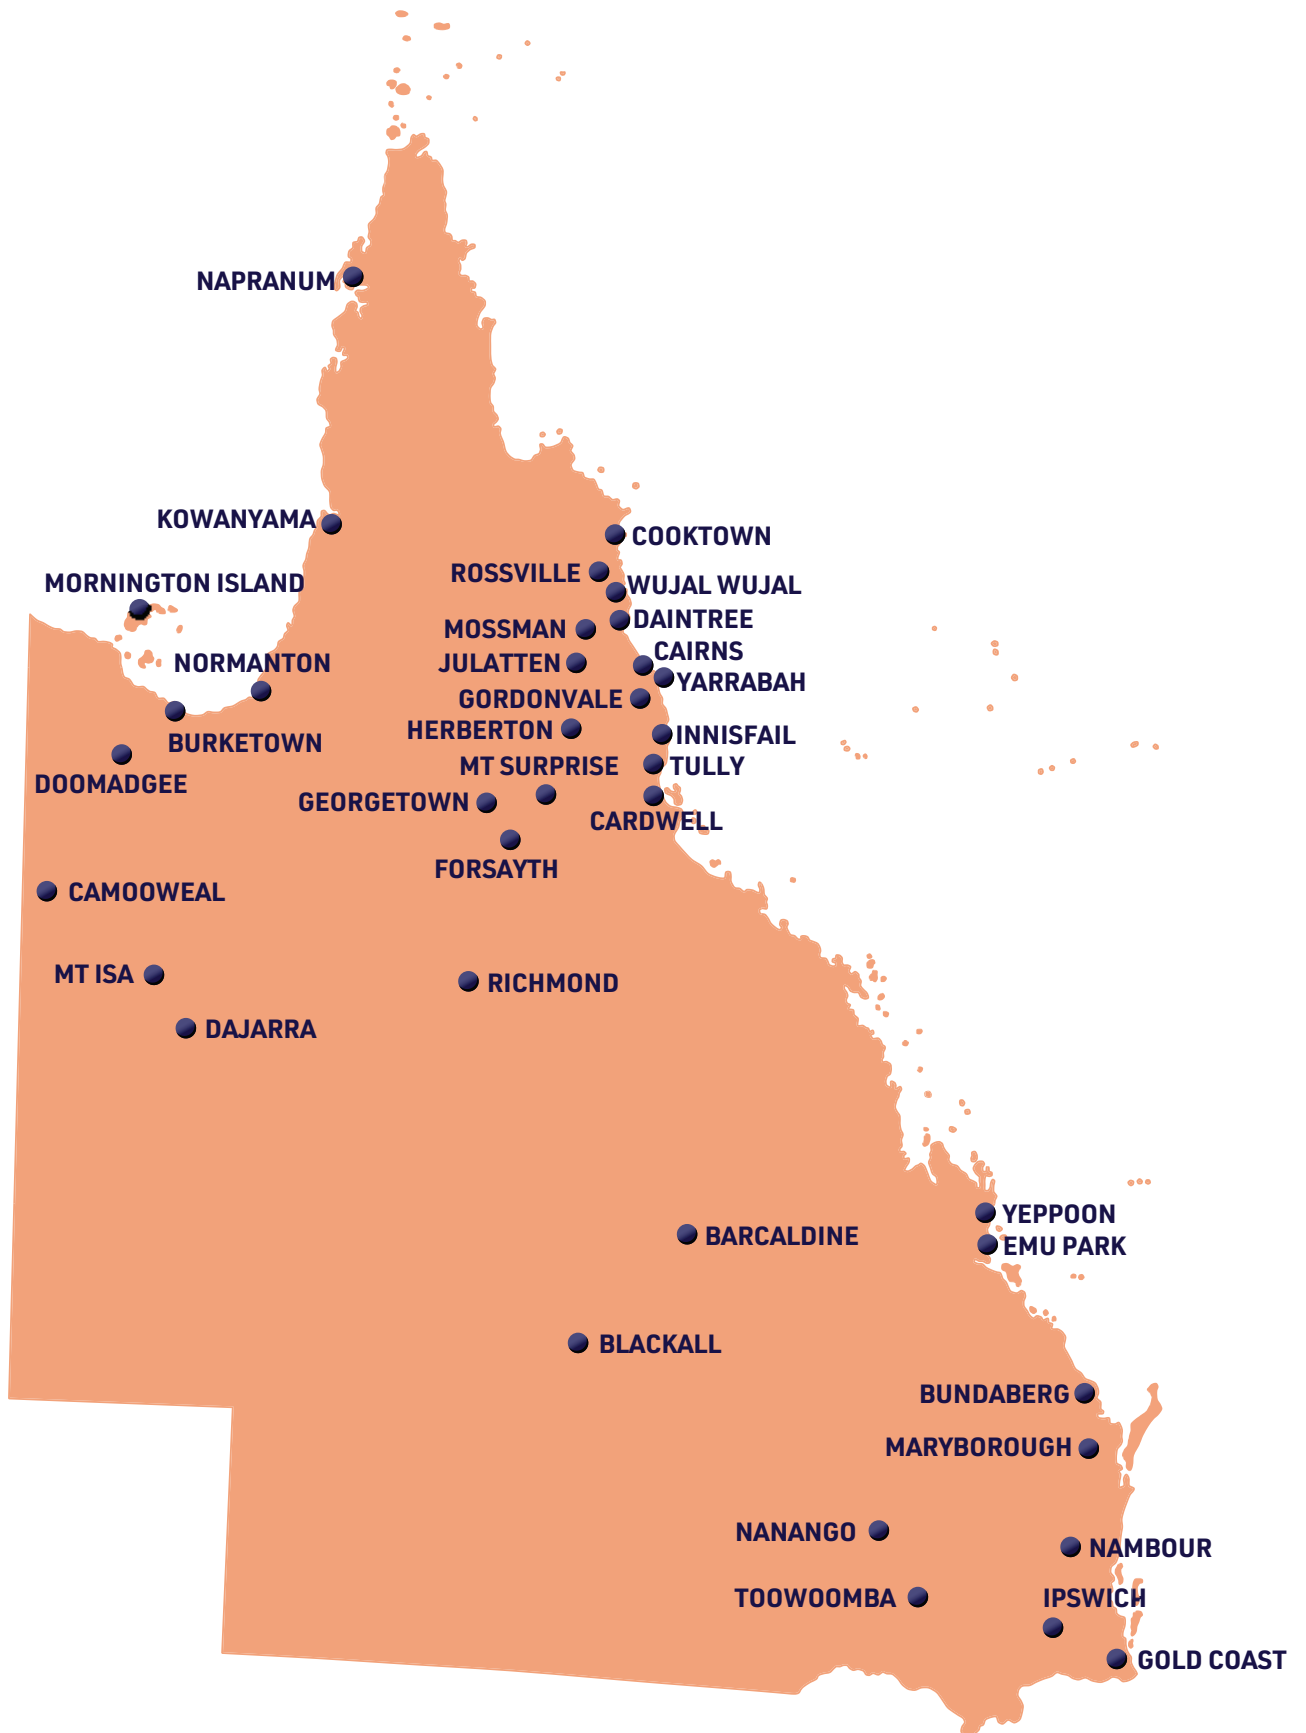 NAPRANUM
KOWANYAMA
COOKTOWN
ROSSVILLE
MORNINGTON ISLAND
WUJAL WUJAL
DAINTREE
MOSSMAN
CAIRNS
NORMANTON
JULATTEN
YARRABAH
GORDONVALE
HERBERTON
INNISFAIL
BURKETOWN
MT SURPRISE
TULLY
DOOMADGEE
GEORGETOWN
CARDWELL
FORSAYTH
CAMOOWEAL
MT ISA
RICHMOND
DAJARRA
YEPPOON
BARCALDINE
EMU PARK
BLACKALL
BUNDABERG
MARYBOROUGH
NANANGO
NAMBOUR
TOOWOOMBA
IPSWICH
GOLD COAST